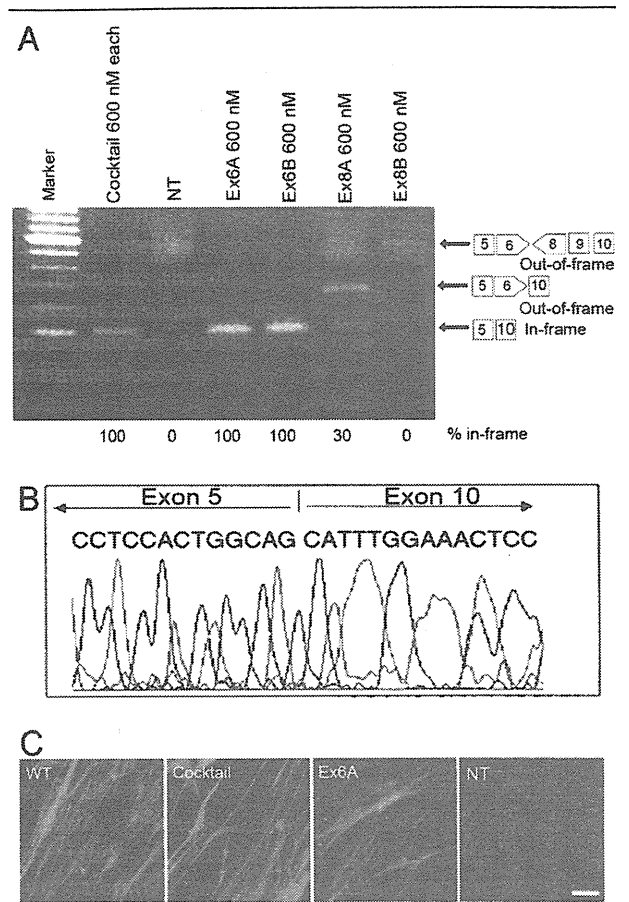 A
Marker
Cocktail 600 nM each
NT
Ex6A 600 nM
Ex6B 600 nM
Ex8A 600 nM
Ex8B 600 nM
5 6 8 9 10
Out-of-frame
5 6 10
Out-of-frame
5 10 In-frame
100 0 100 100 30 0 % in-frame
B
Exon 5 Exon 10
CCTCCACTGGCAG CATTTGGAAACTCC
C
WT Cocktail Ex6A NT